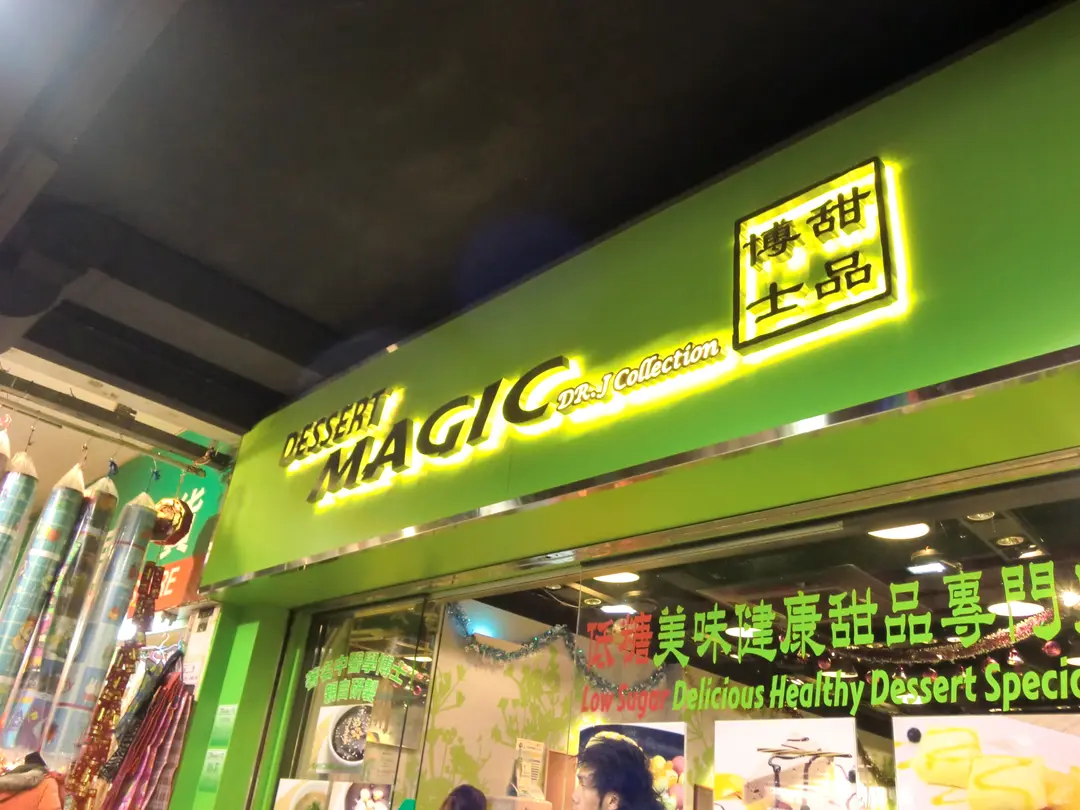 DESSERT
MAGIC
DR.J Collection
甜品
博士
低糖美味健康甜品專門
Low Sugar Delicious Healthy Dessert Specia